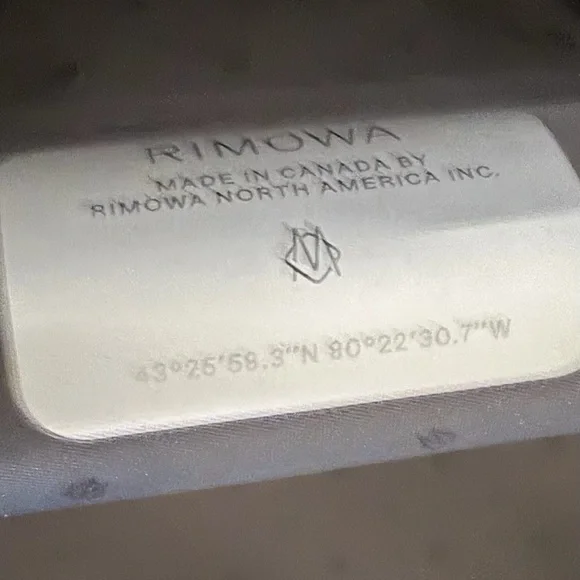 RIMOWA
MADE IN CANADA BY
RIMOWA NORTH AMERICA INC.
43°25'58.3"N 80°22'30.7"W